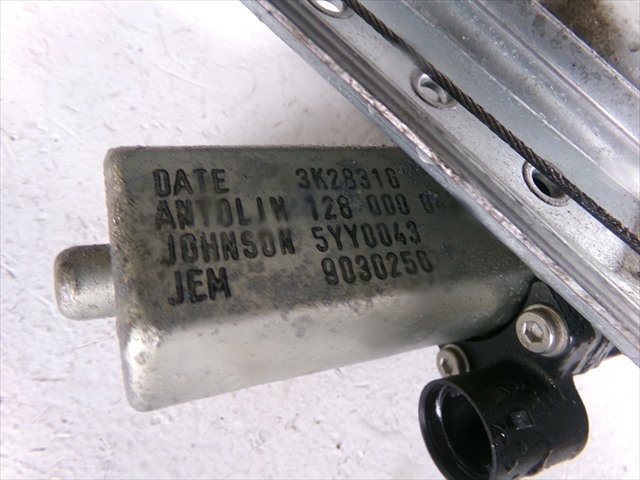 DATE 3K28316
ANTOLIN 128 000
JOHNSON 5YY0043
JEM 9030250